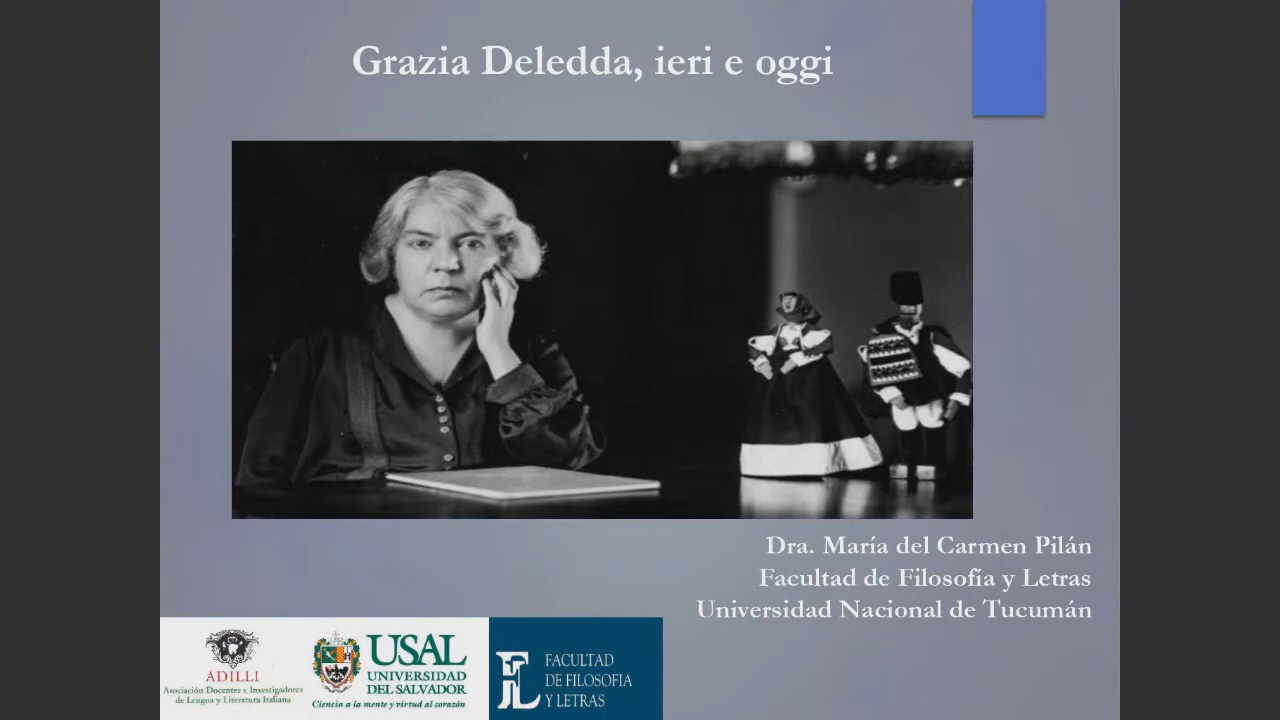 Grazia Deledda, ieri e oggi
Dra. María del Carmen Pilán
Facultad de Filosofía y Letras
Universidad Nacional de Tucumán
ADILLI
Asociación Docentes e Investigadores
de Lengua y Literatura Italiana
USAL
UNIVERSIDAD
DEL SALVADOR
Ciencia a la mente y virtud al corazón
FL
FACULTAD
DE FILOSOFIA
Y LETRAS